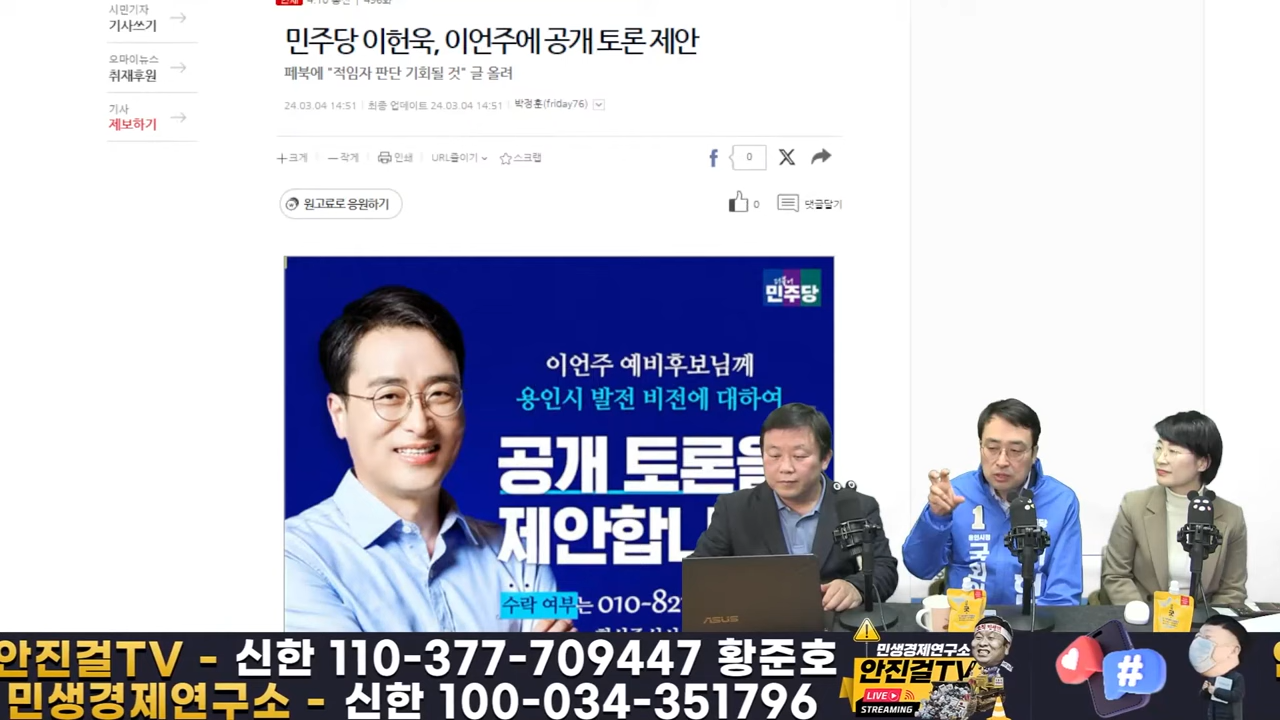 시민기자
기사쓰기
오마이뉴스
취재후원
기사
제보하기
민주당 이헌욱, 이언주에 공개 토론 제안
페북에 "적임자 판단 기회될 것" 글 올려
24.03.04 14:51 | 최종 업데이트 24.03.04 14:51 | 박정훈(friday76)
크게
작게
인쇄
URL줄이기
스크랩
0
원고료로 응원하기
0
댓글달기
더불어
민주당
이언주 예비후보님께
용인시 발전 비전에 대하여
공개 토론을
제안합니
수락 여부는 010-82
1
용인시정
안진걸TV - 신한 110-377-709447 황준호
민생경제연구소 - 신한 100-034-351796
민생경제연구소
안진걸TV
LIVE
STREAMING
#